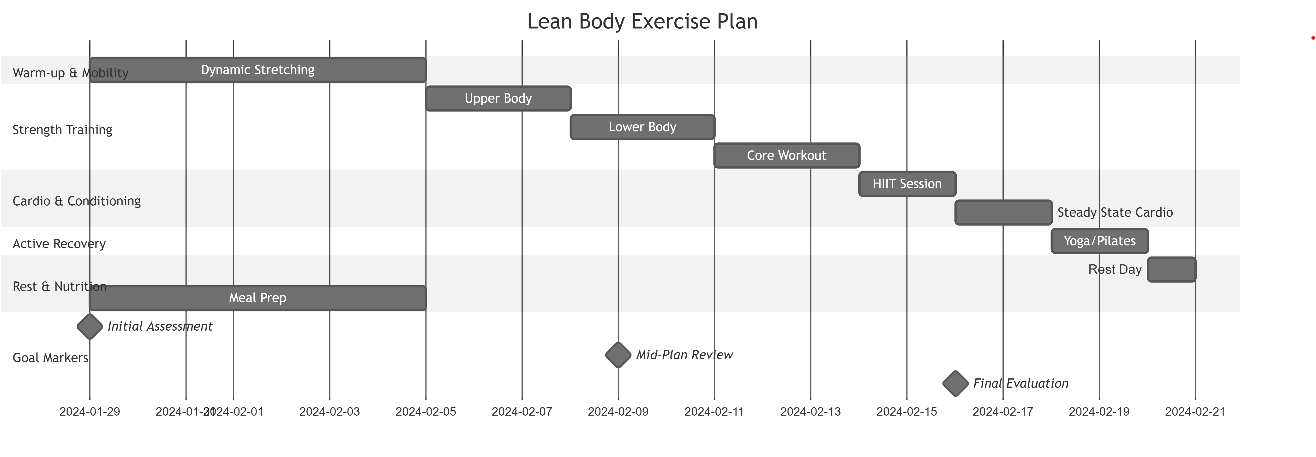 Lean Body Exercise Plan
Warm-up & Mobility
Dynamic Stretching
Upper Body
Strength Training
Lower Body
Core Workout
HIIT Session
Cardio & Conditioning
Steady State Cardio
Active Recovery
Yoga/Pilates
Rest Day
Rest & Nutrition
Meal Prep
Initial Assessment
Goal Markers
Mid-Plan Review
Final Evaluation
2024-01-29 2024-01-31 2024-02-01 2024-02-03 2024-02-05 2024-02-07 2024-02-09 2024-02-11 2024-02-13 2024-02-15 2024-02-17 2024-02-19 2024-02-21